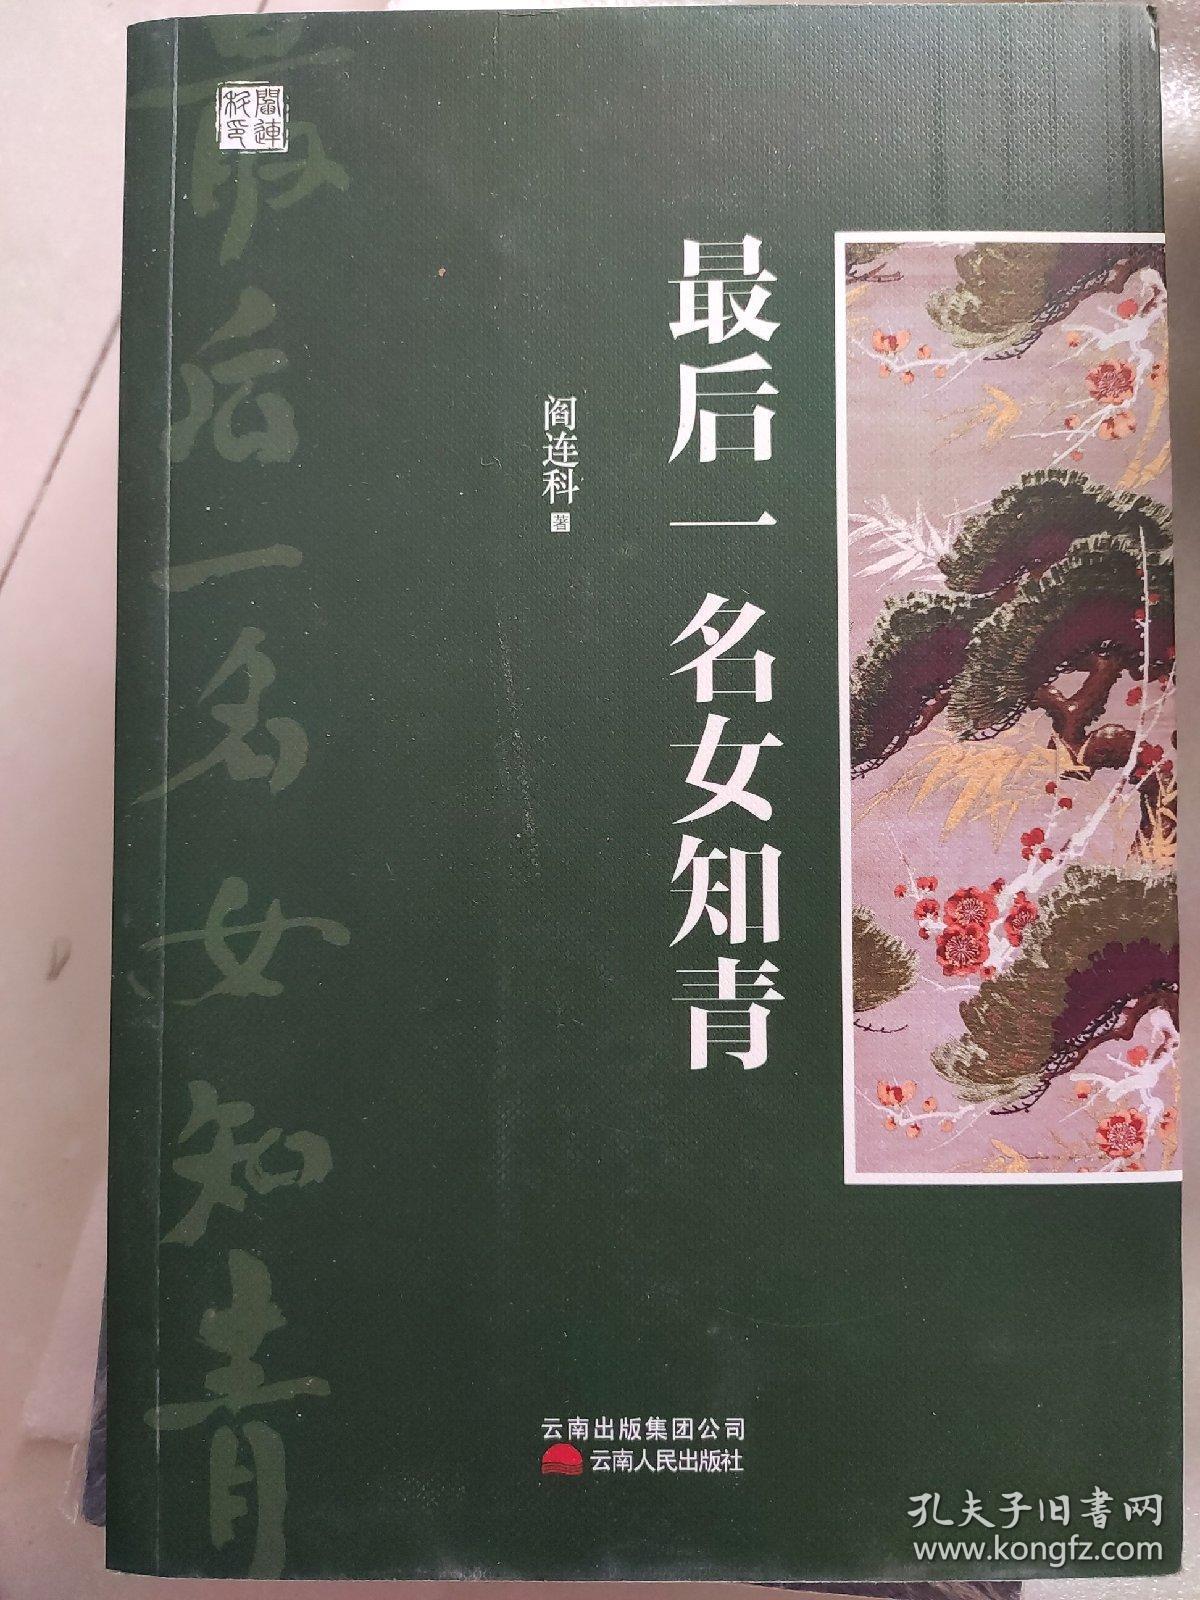 最后一名女知青
阎连科 著
最后一名女知青
閻連科印
云南出版集团公司
云南人民出版社
孔夫子旧書网
www.kongfz.com